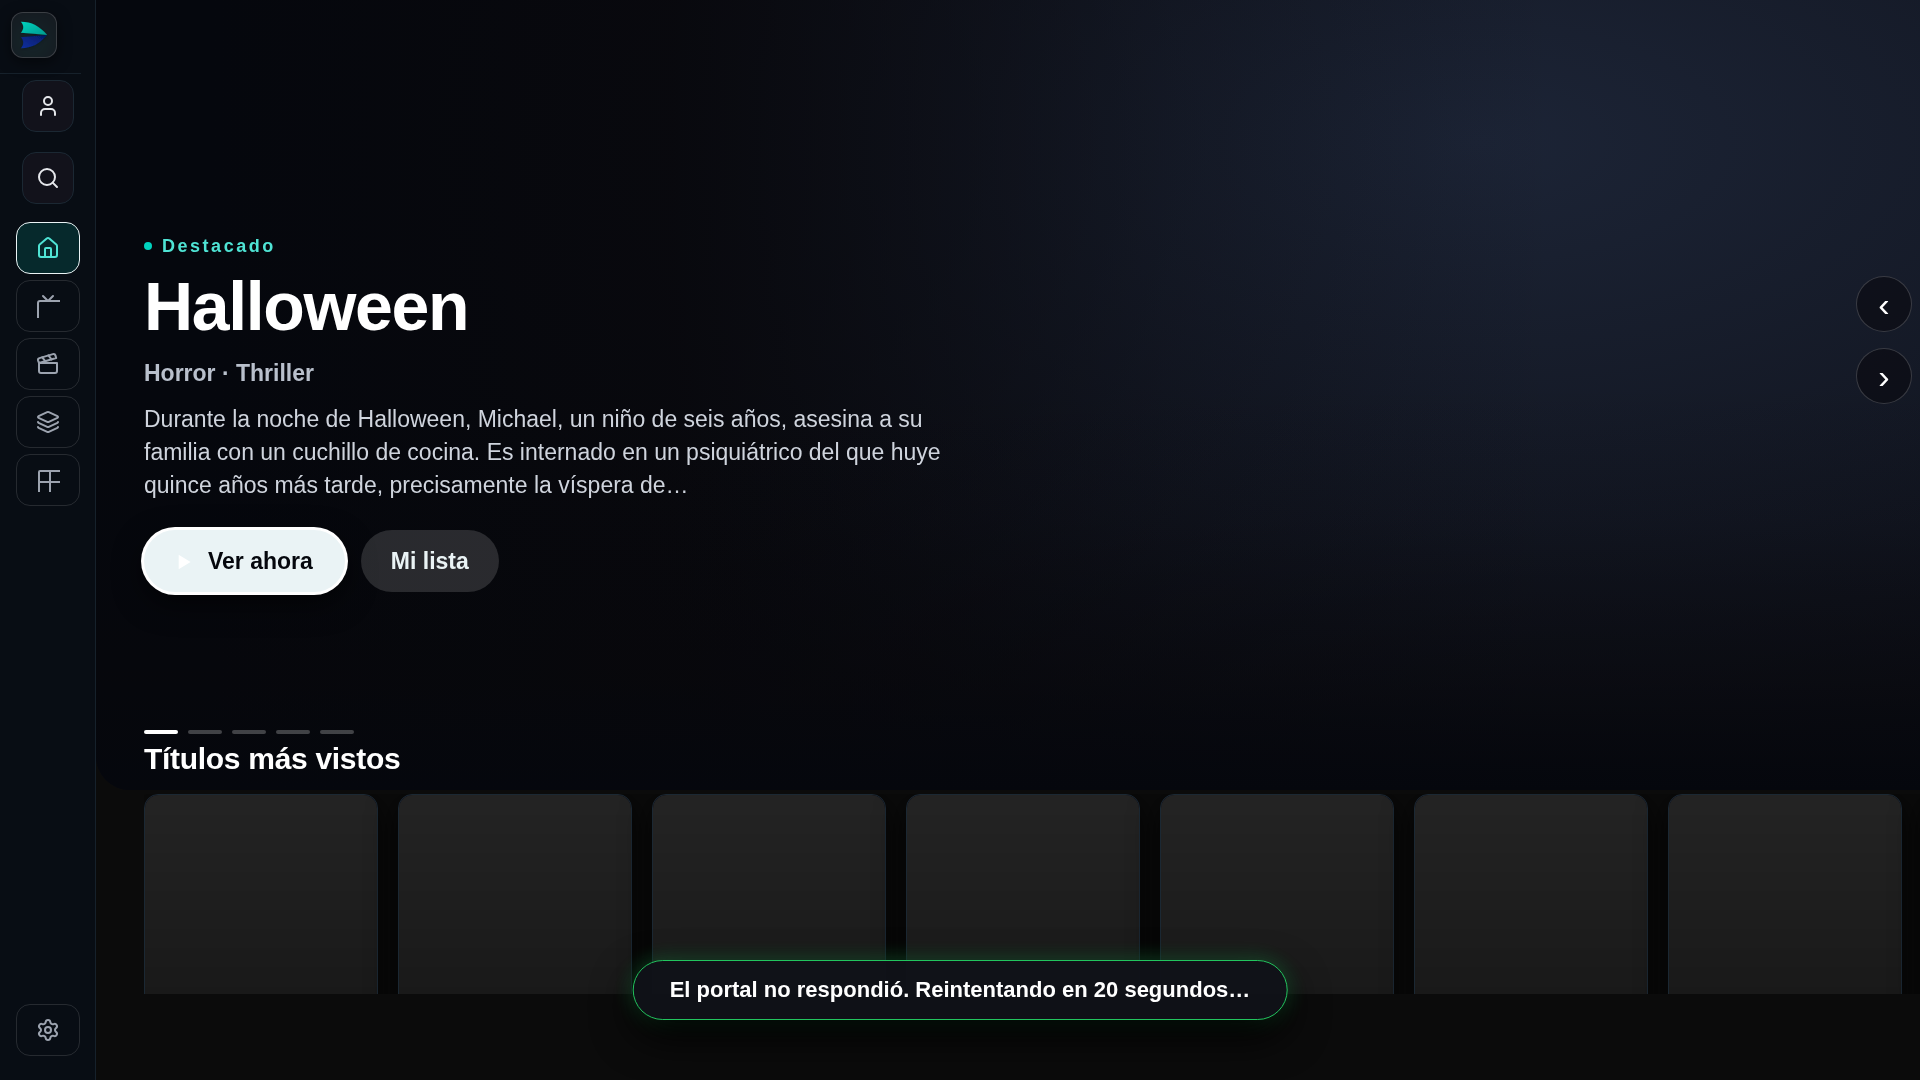 Destacado
Halloween
Horror · Thriller
Durante la noche de Halloween, Michael, un niño de seis años, asesina a su
familia con un cuchillo de cocina. Es internado en un psiquiátrico del que huye
quince años más tarde, precisamente la víspera de…
Ver ahora
Mi lista
Títulos más vistos
El portal no respondió. Reintentando en 20 segundos…